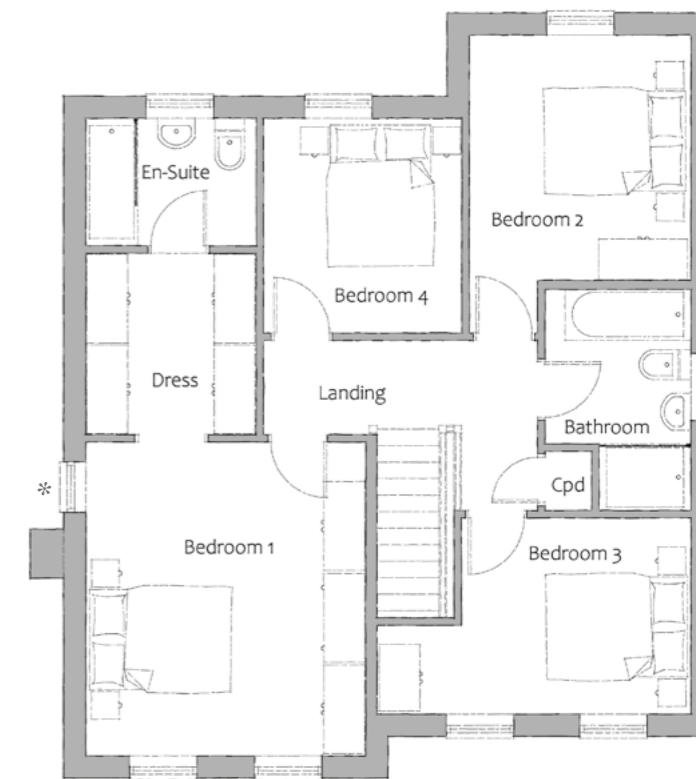 En-Suite
Bedroom 2
Bedroom 4
Dress
Landing
Bathroom
Cpd
*
Bedroom 1
Bedroom 3